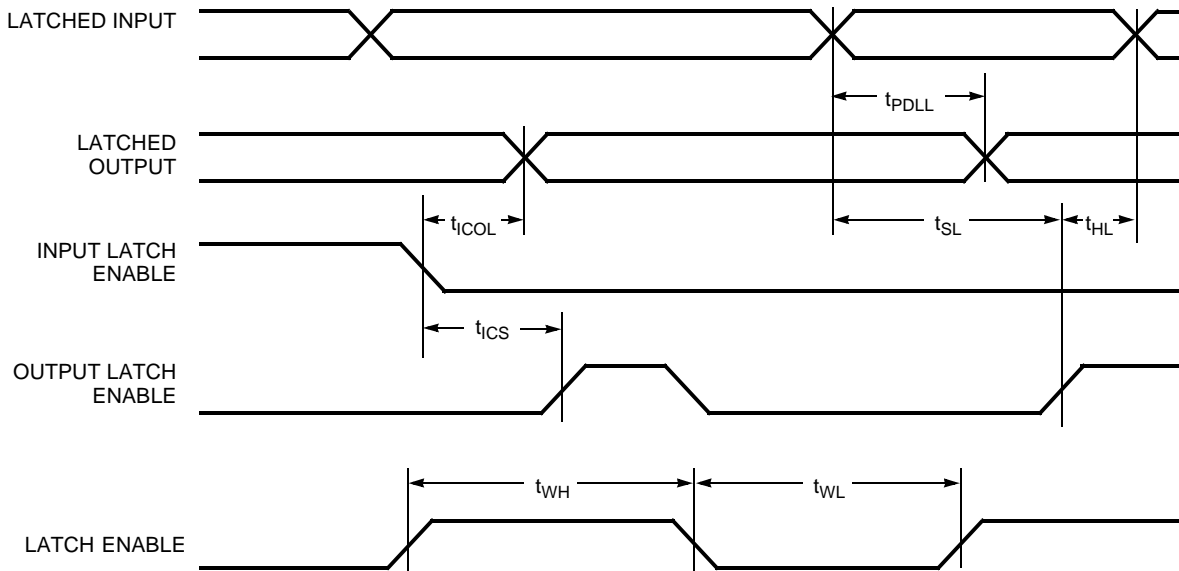 LATCHED INPUT
tPDLL
LATCHED
OUTPUT
tICOL
tSL
tHL
INPUT LATCH
ENABLE
tICS
OUTPUT LATCH
ENABLE
tWH
tWL
LATCH ENABLE